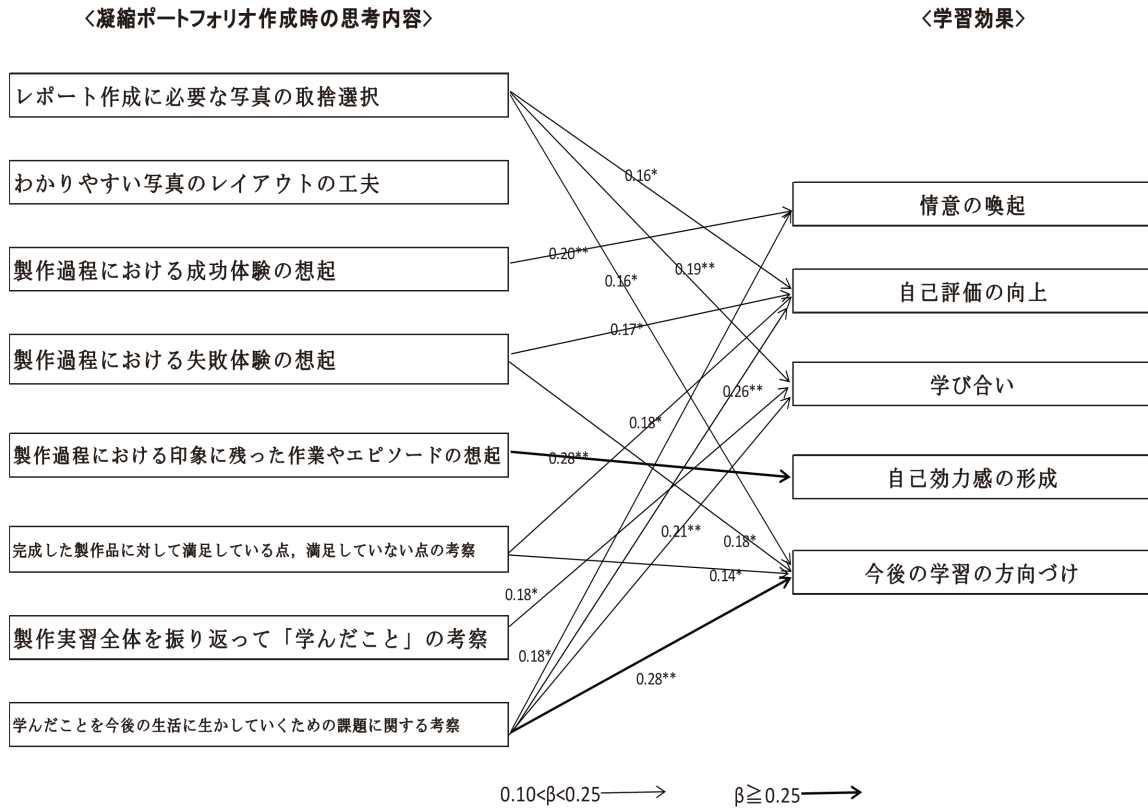 〈凝縮ポートフォリオ作成時の思考内容〉
〈学習効果〉
レポート作成に必要な写真の取捨選択
わかりやすい写真のレイアウトの工夫
製作過程における成功体験の想起
製作過程における失敗体験の想起
製作過程における印象に残った作業やエピソードの想起
完成した製作品に対して満足している点，満足していない点の考察
製作実習全体を振り返って「学んだこと」の考察
学んだことを今後の生活に生かしていくための課題に関する考察
0.16*
0.20**
0.19**
0.16*
0.17*
0.26**
0.18*
0.28**
0.21**
0.18*
0.14*
0.18*
0.18*
0.28**
情意の喚起
自己評価の向上
学び合い
自己効力感の形成
今後の学習の方向づけ
0.10<β<0.25
β≧0.25